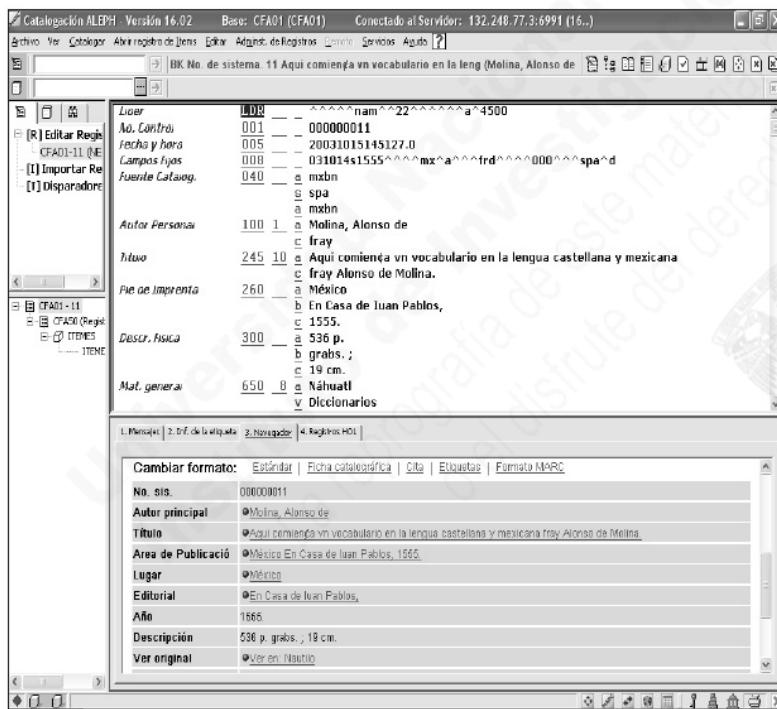 Catalogación ALEPH - Versión 16.02 Base: CFA01 (CFA01) Conectado al Servidor: 132.248.77.3:6991 (16..)
Archivo Ver Catalogar Abrir registro de Items Editar Administ. de Registros Remoto Servicios Ayuda ?
BK No. de sistema. 11 Aqui comiença vn vocabulario en la leng (Molina, Alonso de
Lider LDR ^^^^^nam^^22^^^^^^a^4500
[R] Editar Regis No. Control 001 000000011
CFA01-11 (NE Fecha y hora 005 20031015145127.0
[I] Importar Re Campos fijos 008 031014s1555^^^^mx^a^^^frd^^^^000^^^spa^d
[T] Disparadore Fuente Catalog. 040 a mxbn
s spa
a mxbn
Autor Personal 100 1 a Molina, Alonso de
c fray
Título 245 10 a Aqui comiença vn vocabulario en la lengua castellana y mexicana
c fray Alonso de Molina.
Pie de Imprenta 260 a México
CFA01 - 11 b En Casa de Iuan Pablos,
CFA50 (Regist c 1555.
ITEMES Descr. Física 300 a 536 p.
ITEME b grabs. ;
c 19 cm.
Mat. general 650 8 a Náhuatl
v Diccionarios
1. Mensajes 2. Inf. de la etiqueta 3. Navegador 4. Registros HOL
Cambiar formato: Estándar | Ficha catalográfica | Cita | Etiquetas | Formato MARC
No. sis. 000000011
Autor principal Molina, Alonso de
Título Aqui comiença vn vocabulario en la lengua castellana y mexicana fray Alonso de Molina.
Area de Publicació México En Casa de Iuan Pablos, 1555.
Lugar México
Editorial En Casa de Iuan Pablos,
Año 1555.
Descripción 536 p. grabs. ; 19 cm.
Ver original Ver en: Nautilo